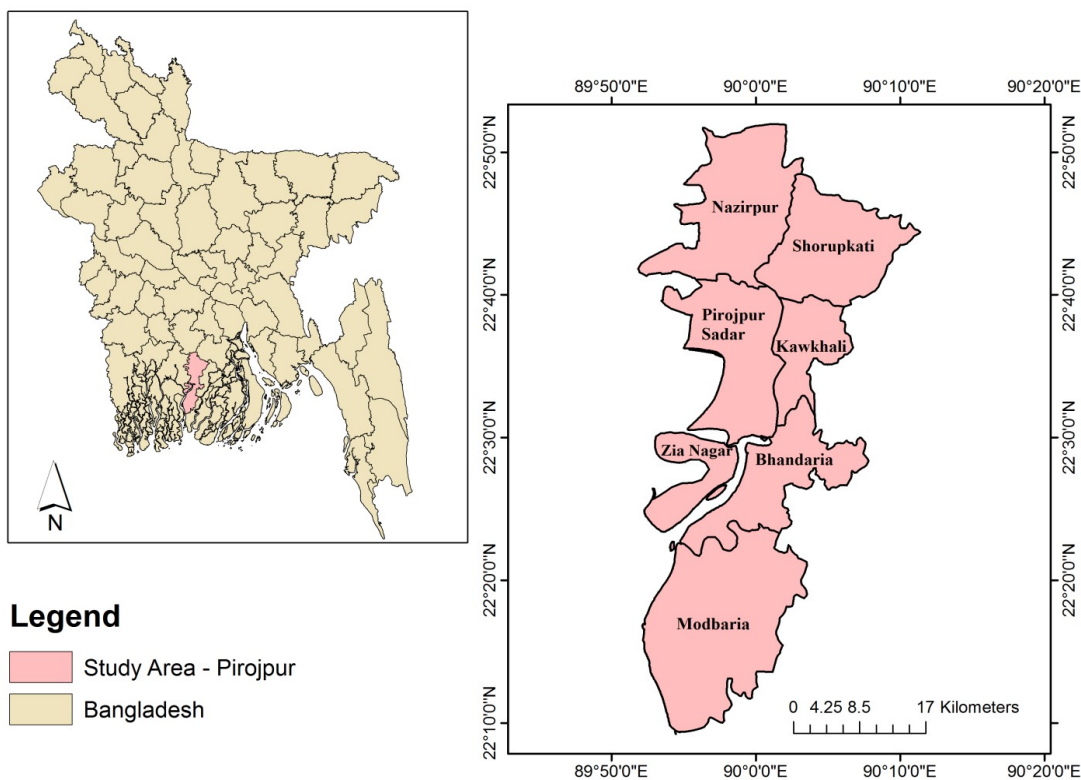 N
Legend
Study Area - Pirojpur
Bangladesh
89°50'0"E 90°0'0"E 90°10'0"E 90°20'0"E
22°50'0"N 22°50'0"N
Nazirpur
Shorupkati
22°40'0"N 22°40'0"N
Pirojpur
Sadar
Kawkhali
22°30'0"N 22°30'0"N
Zia Nagar
Bhandaria
22°20'0"N 22°20'0"N
Modbaria
0 4.25 8.5 17 Kilometers
22°10'0"N 22°10'0"N
89°50'0"E 90°0'0"E 90°10'0"E 90°20'0"E